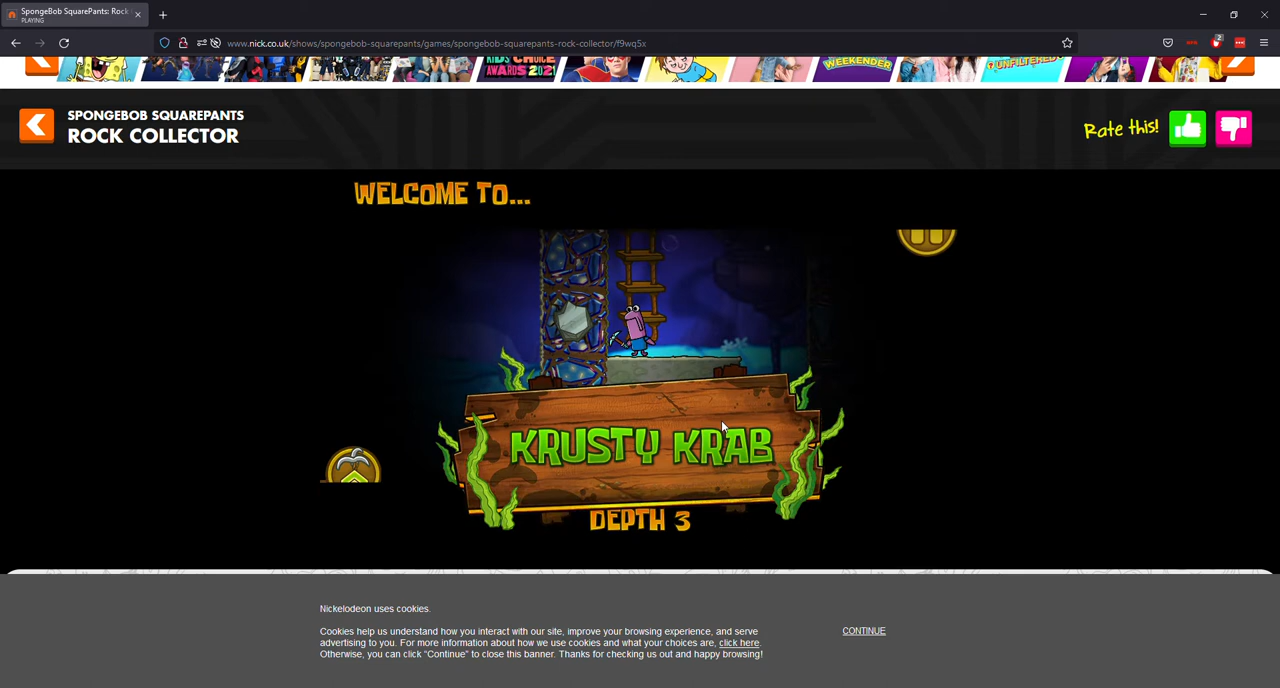 SpongeBob SquarePants: Rock
PLAYING
www.nick.co.uk/shows/spongebob-squarepants/games/spongebob-squarepants-rock-collector/f9wq5x
2
KIDS CHOICE
AWARDS 2021
WEEKENDER
UNFILTERED
SPONGEBOB SQUAREPANTS
ROCK COLLECTOR
Rate this!
WELCOME TO...
KRUSTY KRAB
DEPTH 3
Nickelodeon uses cookies.
Cookies help us understand how you interact with our site, improve your browsing experience, and serve
advertising to you. For more information about how we use cookies and what your choices are, click here.
Otherwise, you can click “Continue” to close this banner. Thanks for checking us out and happy browsing!
CONTINUE